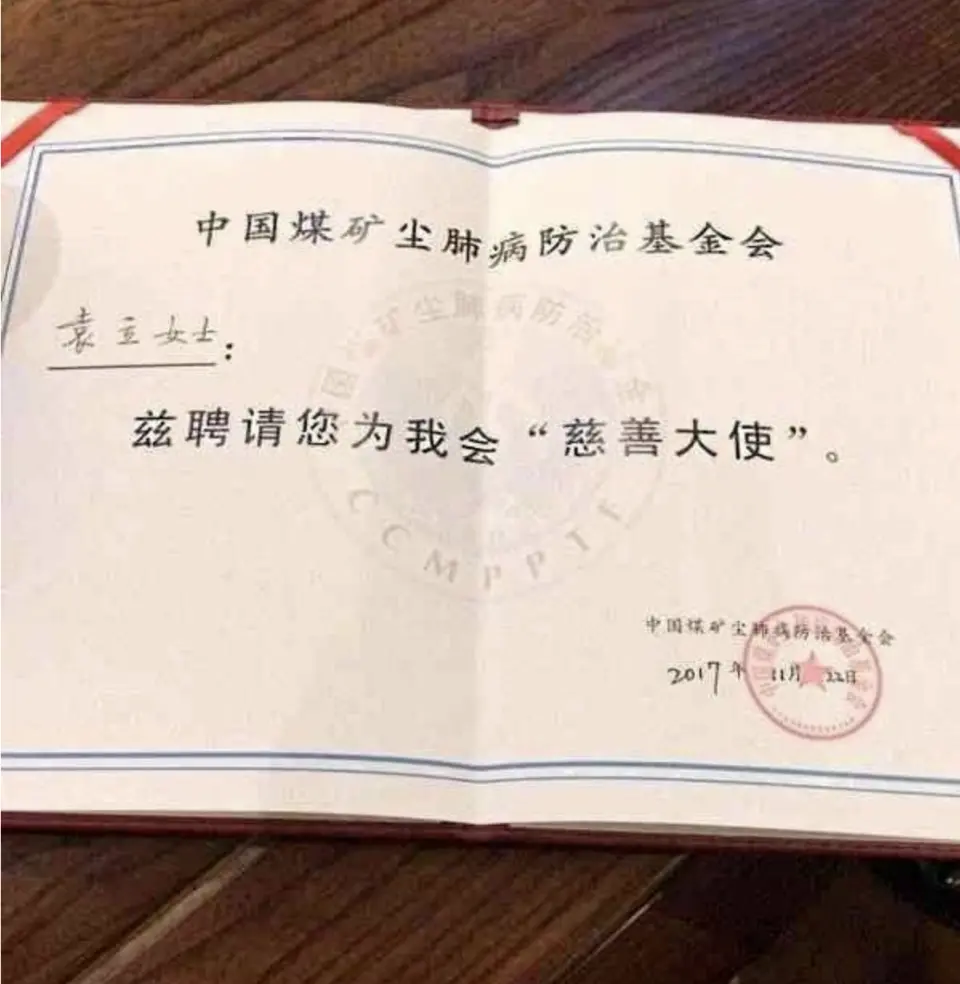 中国煤矿尘肺病防治基金会
袁立女士：
兹聘请您为我会“慈善大使”。
CCMPPTF
中国煤矿尘肺病防治基金会
2017年11月22日